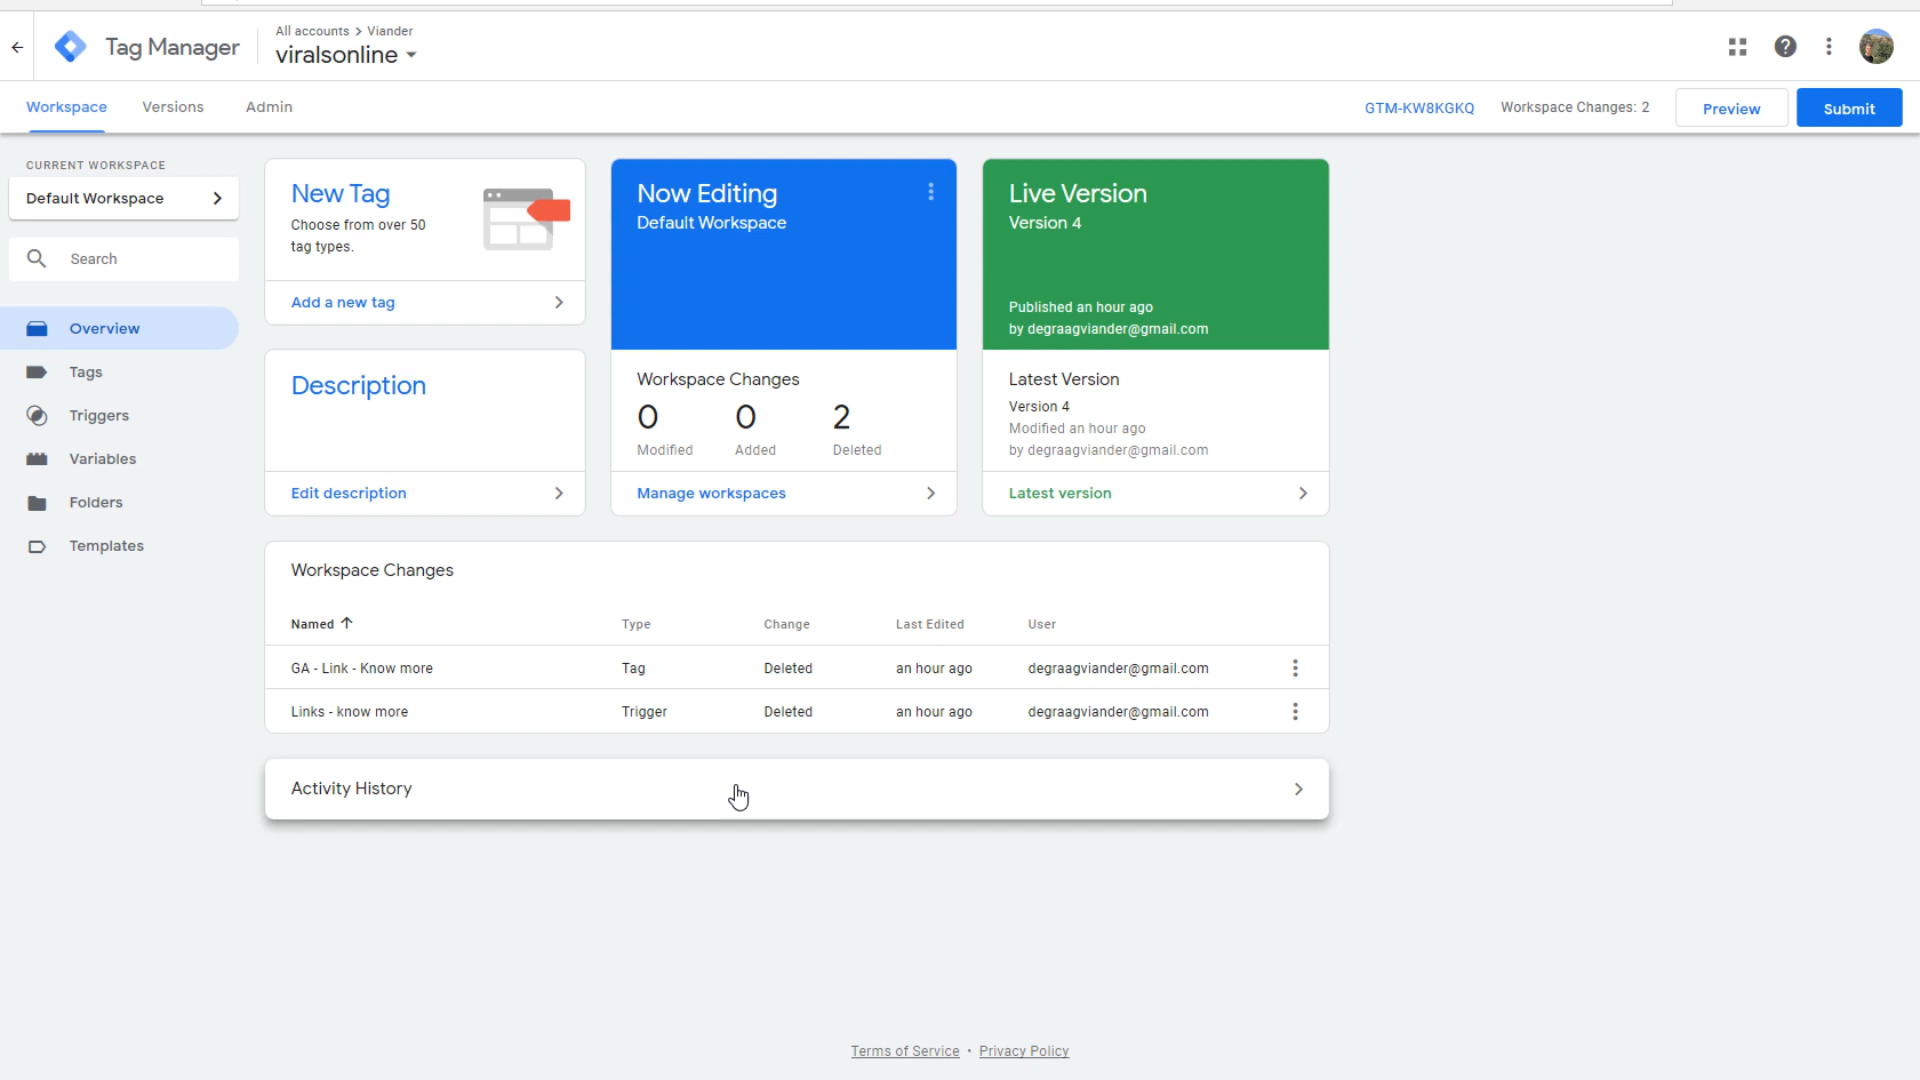 Tag Manager
All accounts > Viander
viralsonline
Workspace
Versions
Admin
GTM-KW8KGKQ
Workspace Changes: 2
Preview
Submit
CURRENT WORKSPACE
Default Workspace
Search
Overview
Tags
Triggers
Variables
Folders
Templates
New Tag
Choose from over 50
tag types.
Add a new tag
Description
Edit description
Now Editing
Default Workspace
Workspace Changes
0 0 2
Modified Added Deleted
Manage workspaces
Live Version
Version 4
Published an hour ago
by degraagviander@gmail.com
Latest Version
Version 4
Modified an hour ago
by degraagviander@gmail.com
Latest version
Workspace Changes
Named Type Change Last Edited User
GA - Link - Know more Tag Deleted an hour ago degraagviander@gmail.com
Links - know more Trigger Deleted an hour ago degraagviander@gmail.com
Activity History
Terms of Service • Privacy Policy